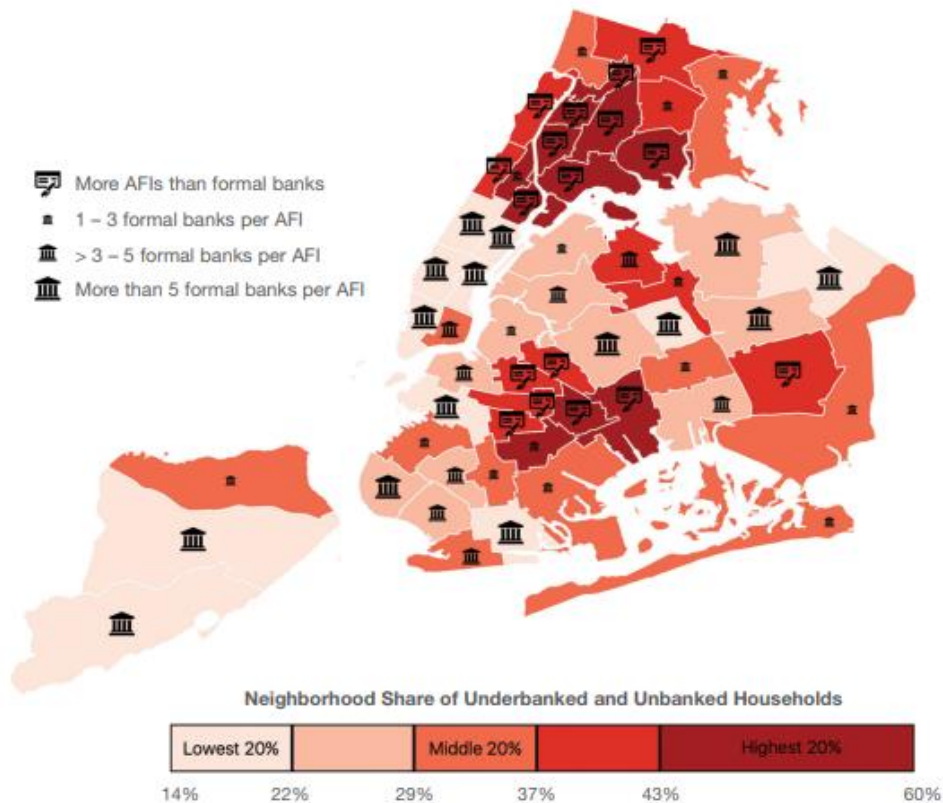 More AFIs than formal banks
1 – 3 formal banks per AFI
> 3 – 5 formal banks per AFI
More than 5 formal banks per AFI
Neighborhood Share of Underbanked and Unbanked Households
Lowest 20% Middle 20% Highest 20%
14% 22% 29% 37% 43% 60%